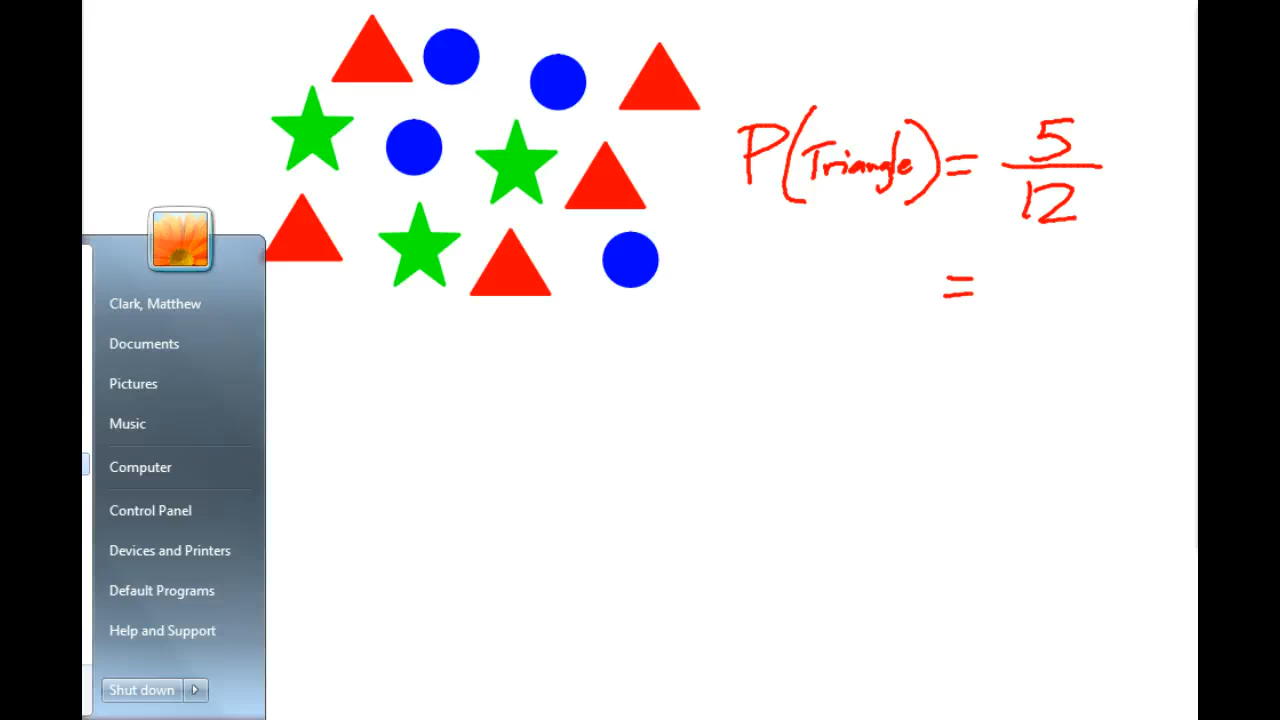 P(Triangle) = 5/12
=
Clark, Matthew
Documents
Pictures
Music
Computer
Control Panel
Devices and Printers
Default Programs
Help and Support
Shut down